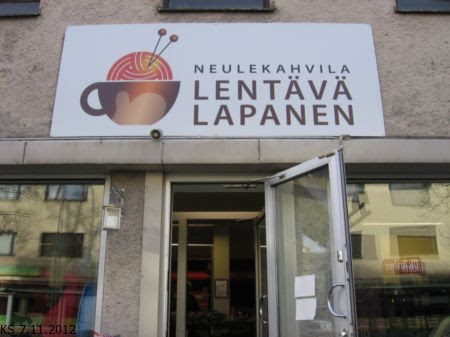 NEULEKAHVILA
LENTÄVÄ
LAPANEN
KS 7.11.2012